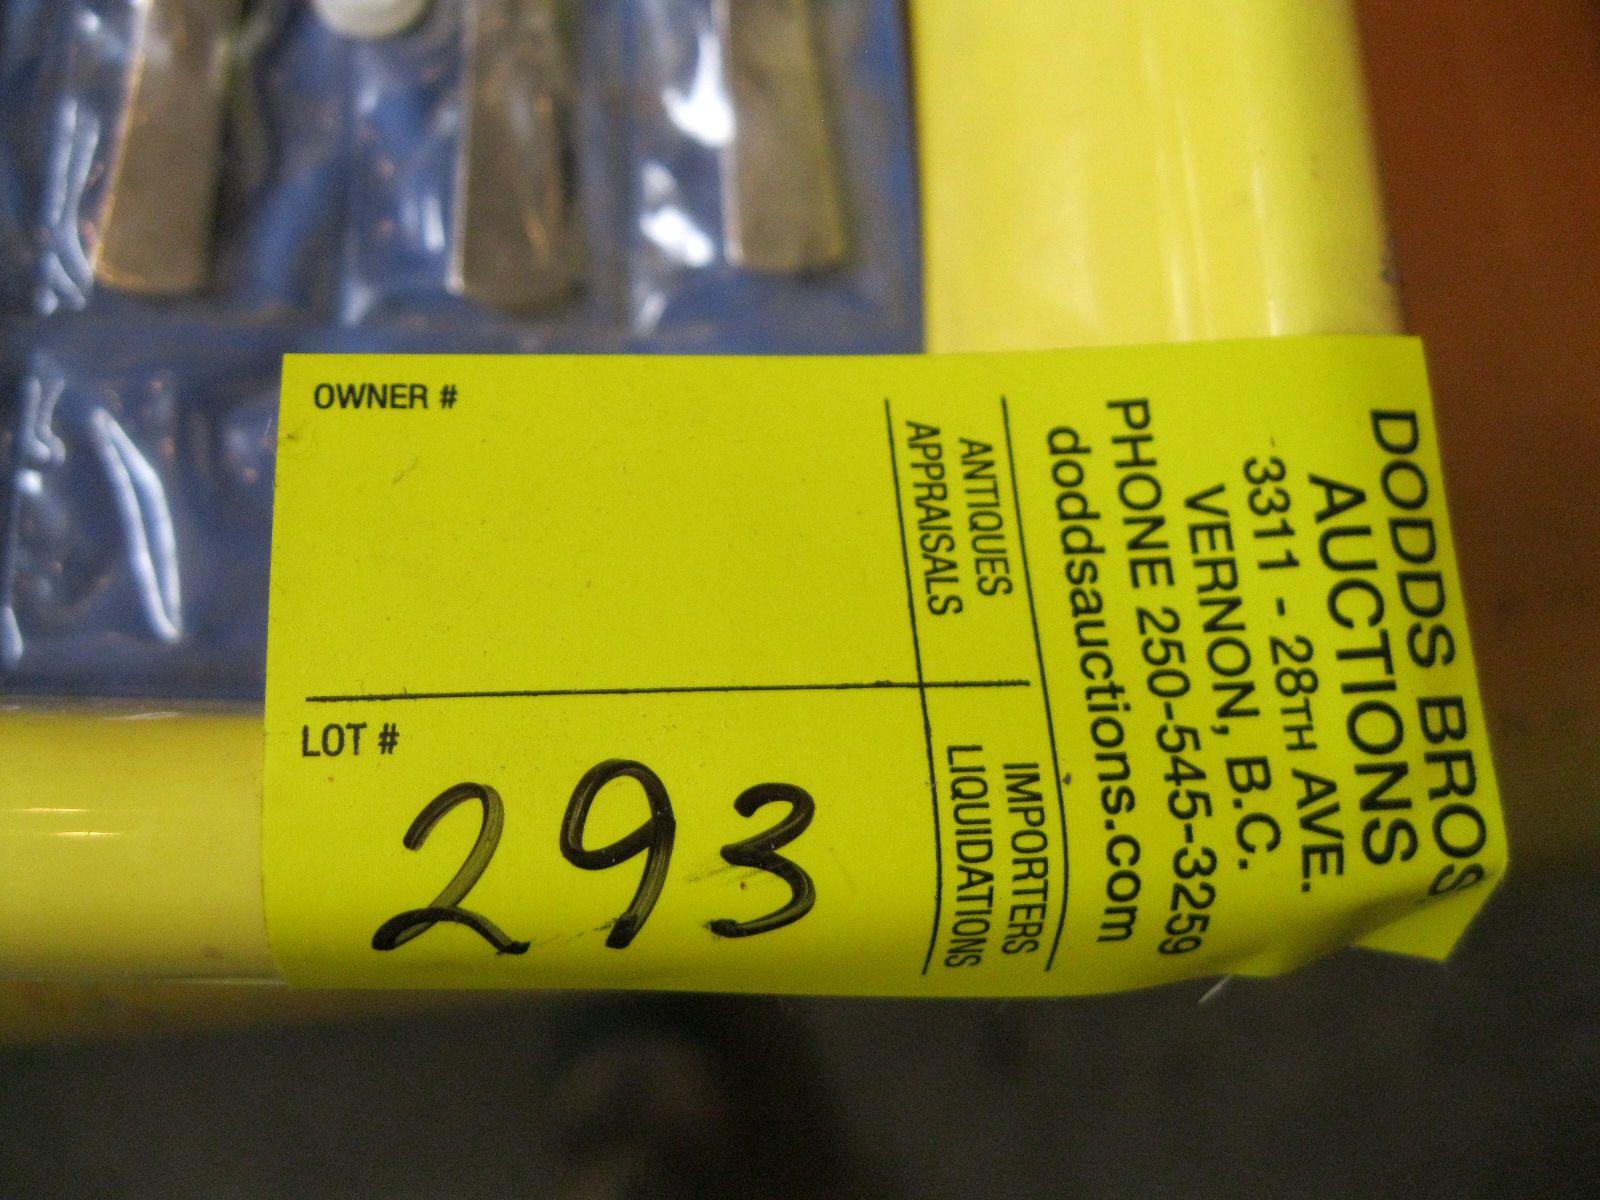 OWNER #
LOT #
293
DODDS BROS
AUCTIONS
3311 - 28TH AVE.
VERNON, B.C.
PHONE 250-545-3259
doddsauctions.com
ANTIQUES
APPRAISALS
IMPORTERS
LIQUIDATIONS